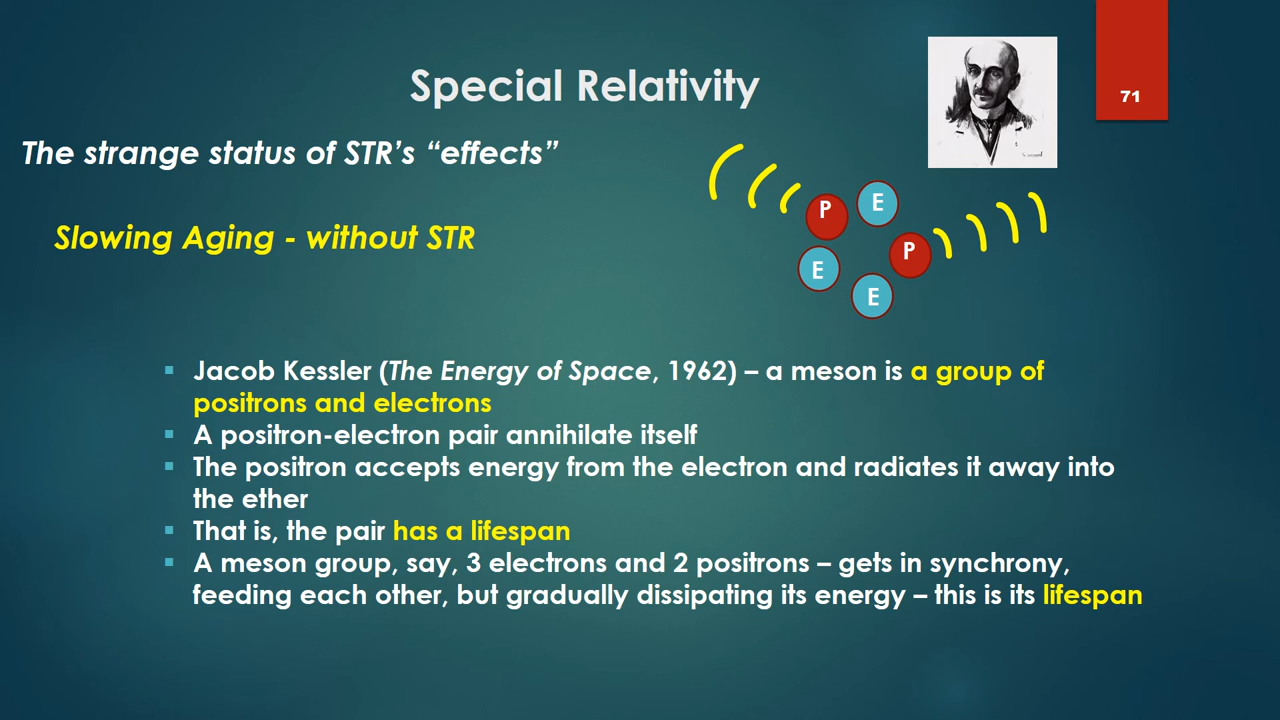 Special Relativity
71
The strange status of STR's “effects”
Slowing Aging - without STR
P
E
P
E
E
▪ Jacob Kessler (The Energy of Space, 1962) – a meson is a group of
positrons and electrons
▪ A positron-electron pair annihilate itself
▪ The positron accepts energy from the electron and radiates it away into
the ether
▪ That is, the pair has a lifespan
▪ A meson group, say, 3 electrons and 2 positrons – gets in synchrony,
feeding each other, but gradually dissipating its energy – this is its lifespan